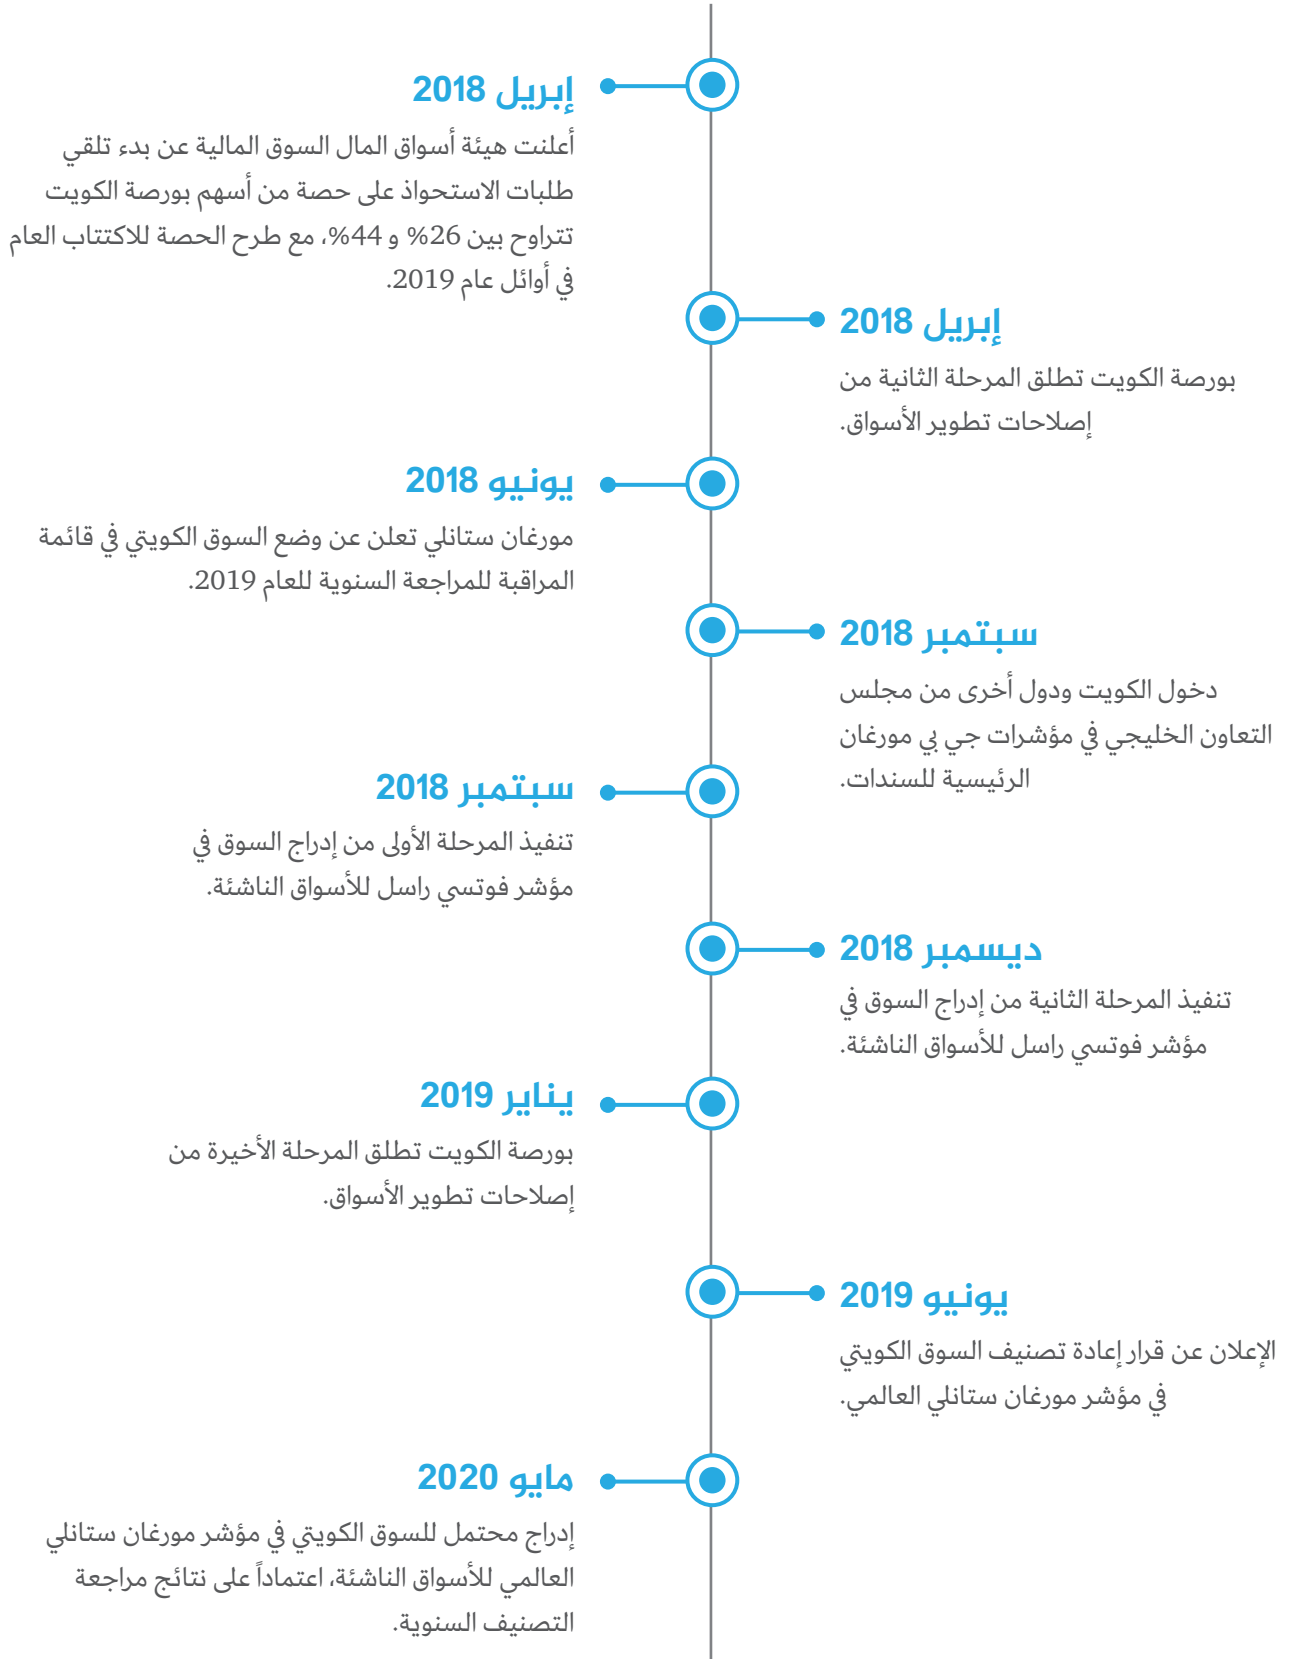 إبريل 2018
أعلنت هيئة أسواق المال السوق المالية عن بدء تلقي
طلبات الاستحواذ على حصة من أسهم بورصة الكويت
تتراوح بين 26% و 44%، مع طرح الحصة للاكتتاب العام
في أوائل عام 2019.
إبريل 2018
بورصة الكويت تطلق المرحلة الثانية من
إصلاحات تطوير الأسواق.
يونيو 2018
مورغان ستانلي تعلن عن وضع السوق الكويتي في قائمة
المراقبة للمراجعة السنوية للعام 2019.
سبتمبر 2018
دخول الكويت ودول أخرى من مجلس
التعاون الخليجي في مؤشرات جي بي مورغان
الرئيسية للسندات.
سبتمبر 2018
تنفيذ المرحلة الأولى من إدراج السوق في
مؤشر فوتسي راسل للأسواق الناشئة.
ديسمبر 2018
تنفيذ المرحلة الثانية من إدراج السوق في
مؤشر فوتسي راسل للأسواق الناشئة.
يناير 2019
بورصة الكويت تطلق المرحلة الأخيرة من
إصلاحات تطوير الأسواق.
يونيو 2019
الإعلان عن قرار إعادة تصنيف السوق الكويتي
في مؤشر مورغان ستانلي العالمي.
مايو 2020
إدراج محتمل للسوق الكويتي في مؤشر مورغان ستانلي
العالمي للأسواق الناشئة، اعتماداً على نتائج مراجعة
التصنيف السنوية.